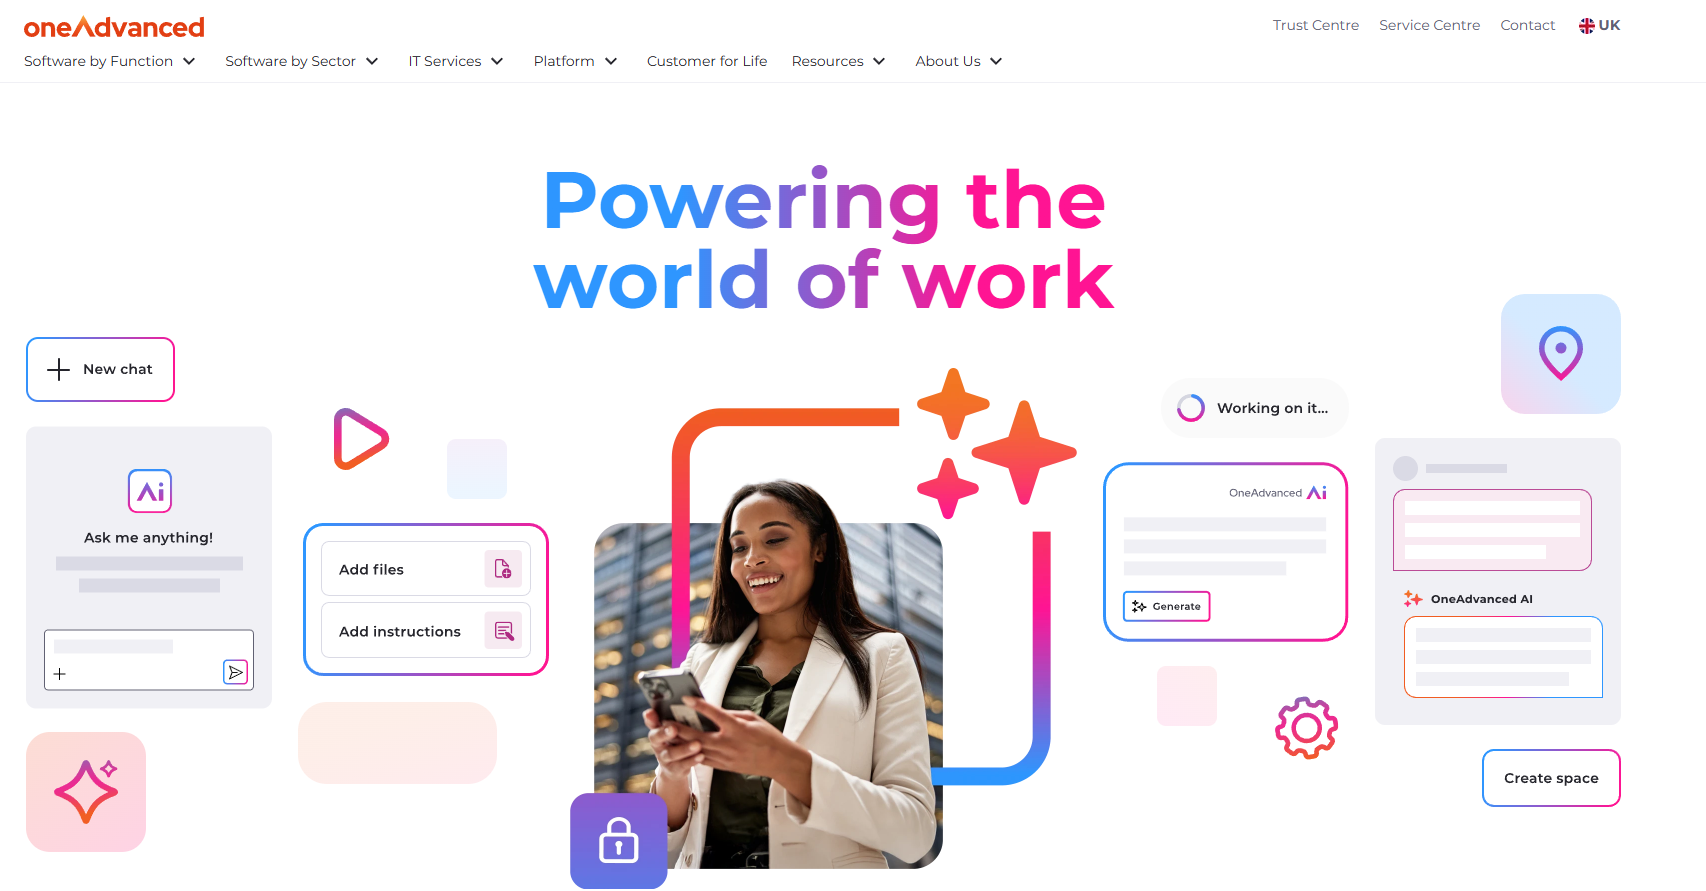 oneAdvanced
Trust Centre Service Centre Contact UK
Software by Function Software by Sector IT Services Platform Customer for Life Resources About Us
Powering the
world of work
New chat
Ai
Ask me anything!
Add files
Add instructions
Working on it...
OneAdvanced Ai
Generate
OneAdvanced AI
Create space